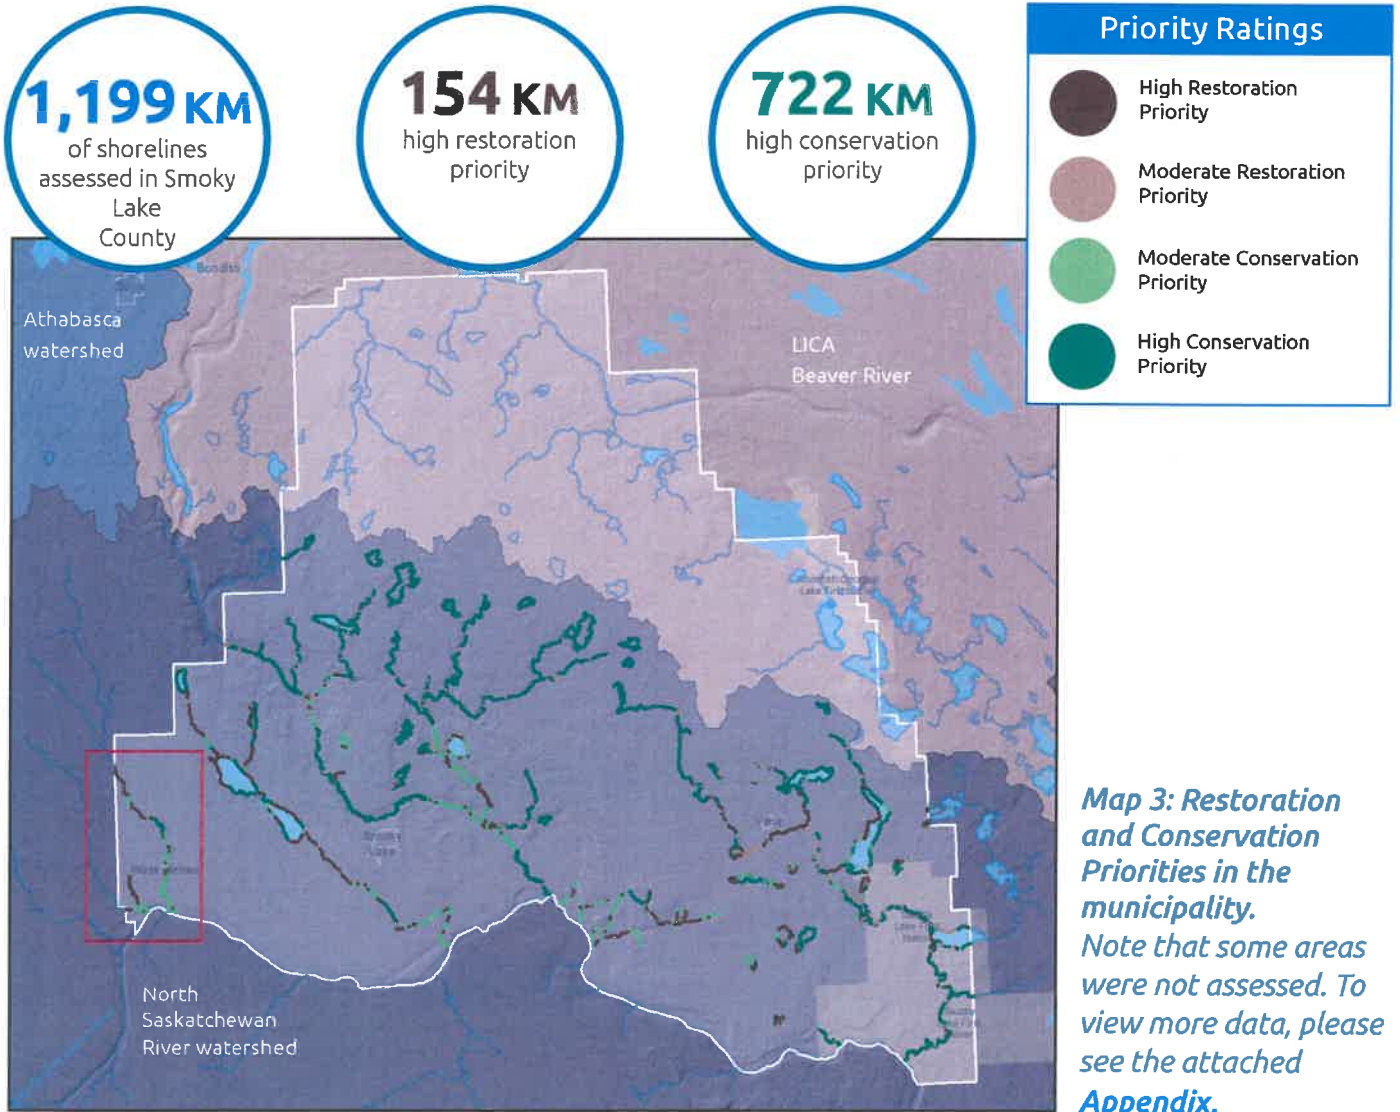 1,199 KM
of shorelines
assessed in Smoky
Lake
County
154 KM
high restoration
priority
722 KM
high conservation
priority
Priority Ratings
High Restoration
Priority
Moderate Restoration
Priority
Moderate Conservation
Priority
High Conservation
Priority
Athabasca
watershed
LICA
Beaver River
North
Saskatchewan
River watershed
Map 3: Restoration
and Conservation
Priorities in the
municipality.
Note that some areas
were not assessed. To
view more data, please
see the attached
Appendix.